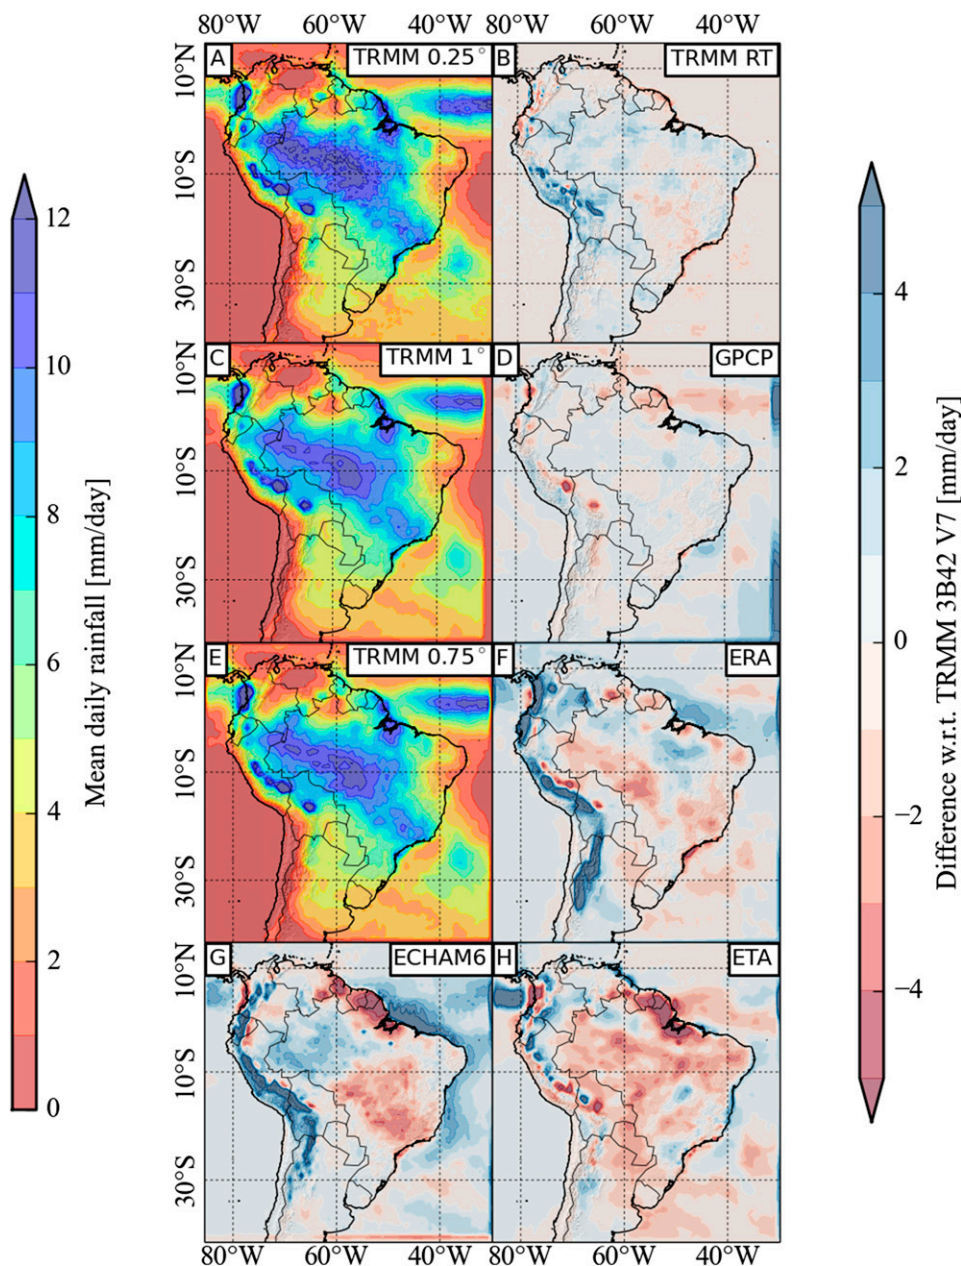 80°W 60°W 40°W 80°W 60°W 40°W
A TRMM 0.25°
B TRMM RT
10°N
10°S
30°S
C TRMM 1°
D GPCP
10°N
10°S
30°S
E TRMM 0.75°
F ERA
10°N
10°S
30°S
G ECHAM6
H ETA
10°N
10°S
30°S
80°W 60°W 40°W 80°W 60°W 40°W
12
10
8
6
4
2
0
Mean daily rainfall [mm/day]
4
2
0
−2
−4
Difference w.r.t. TRMM 3B42 V7 [mm/day]